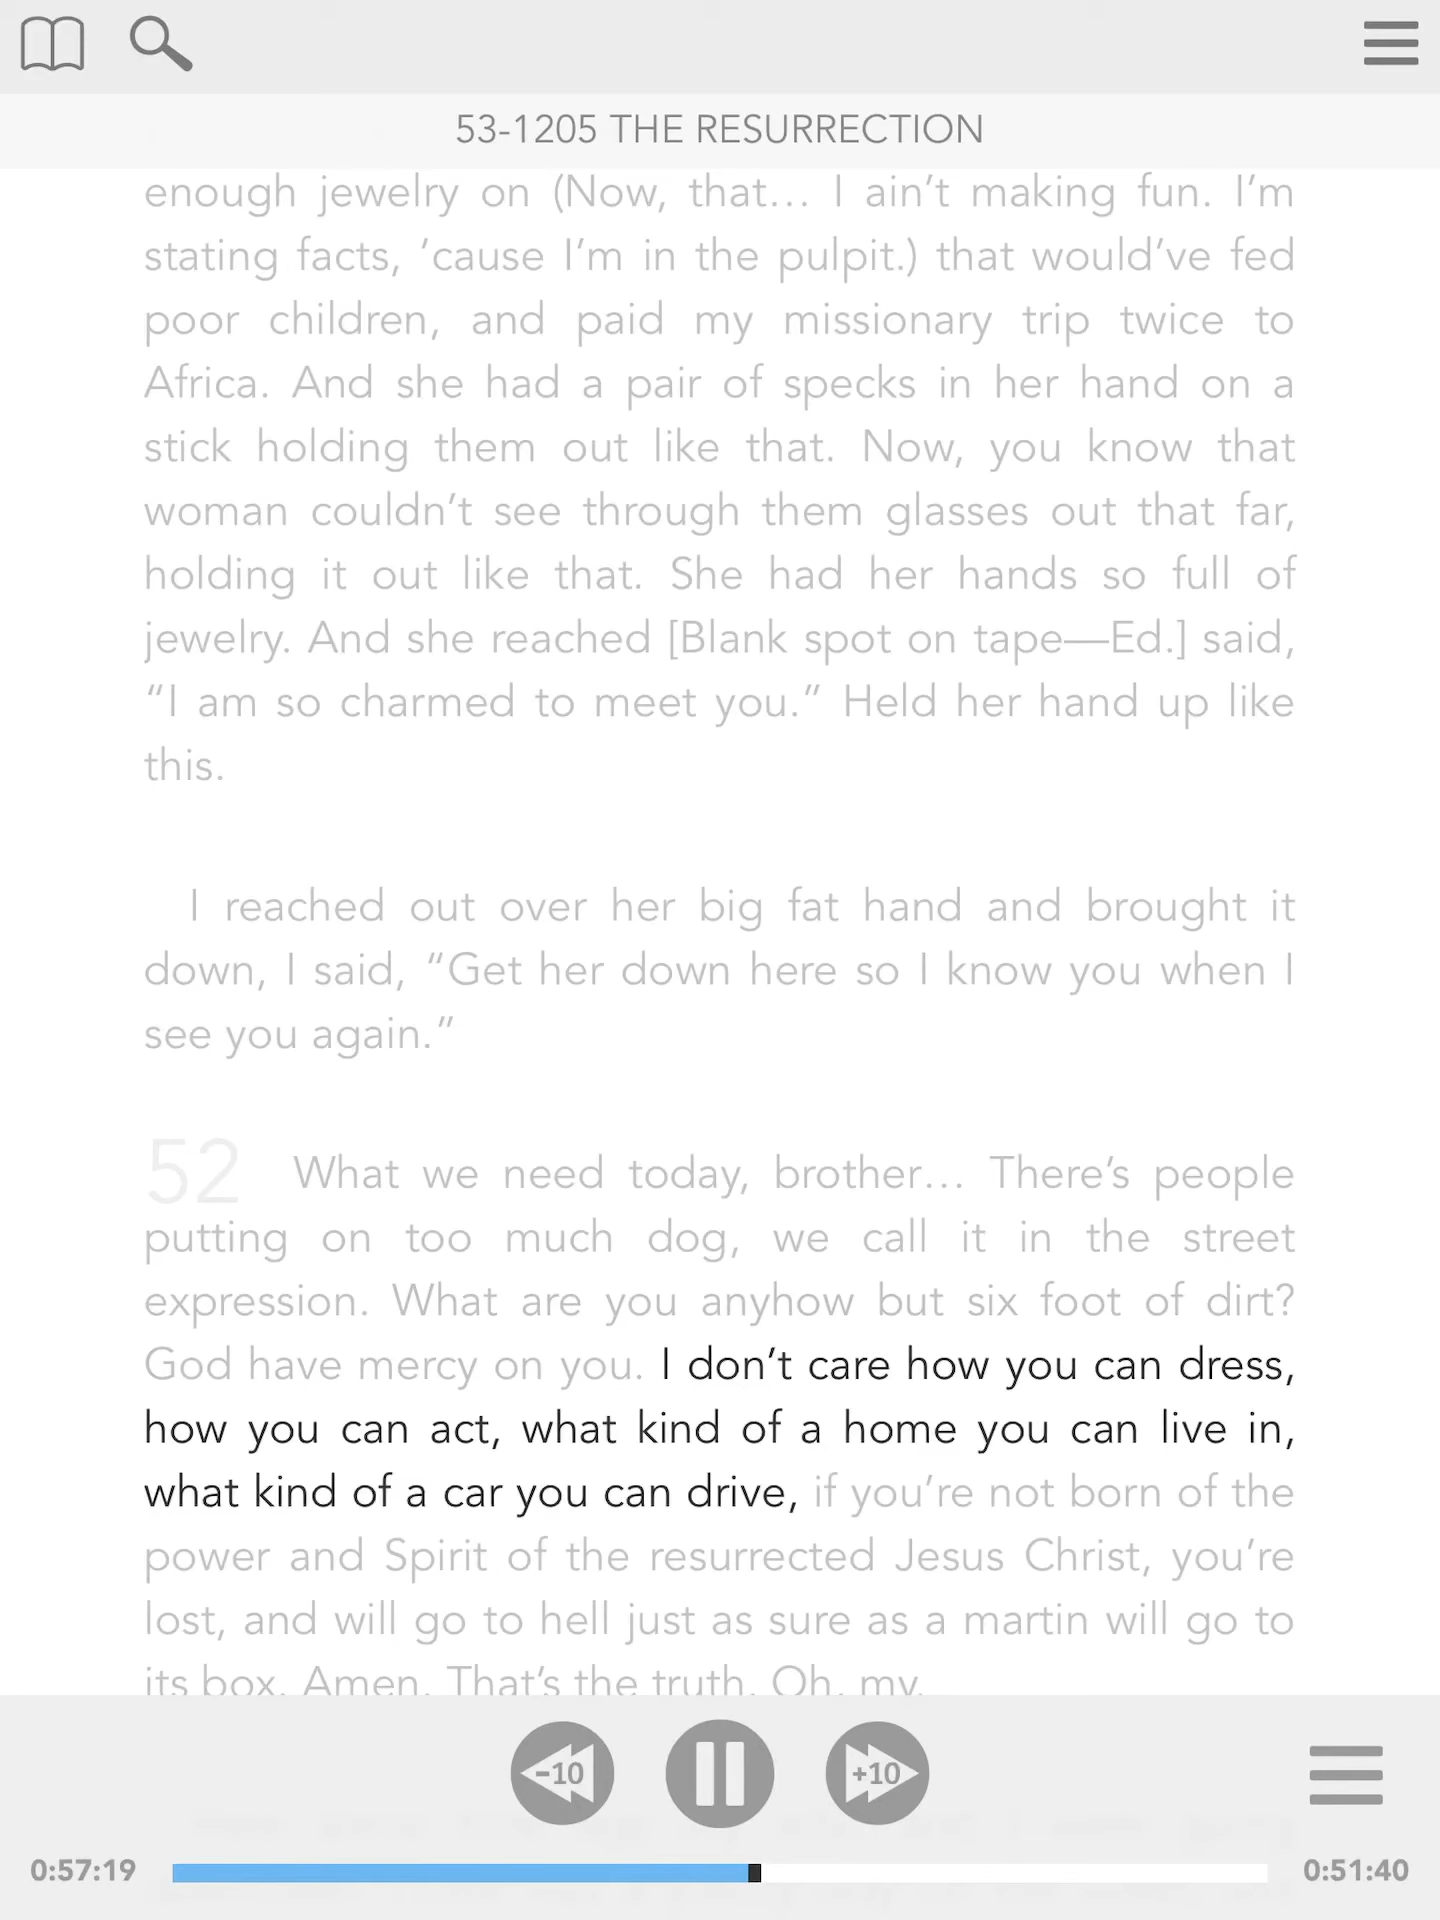 53-1205 THE RESURRECTION
enough jewelry on (Now, that… I ain’t making fun. I’m
stating facts, ’cause I’m in the pulpit.) that would’ve fed
poor children, and paid my missionary trip twice to
Africa. And she had a pair of specks in her hand on a
stick holding them out like that. Now, you know that
woman couldn’t see through them glasses out that far,
holding it out like that. She had her hands so full of
jewelry. And she reached [Blank spot on tape—Ed.] said,
“I am so charmed to meet you.” Held her hand up like
this.
I reached out over her big fat hand and brought it
down, I said, “Get her down here so I know you when I
see you again.”
52 What we need today, brother… There’s people
putting on too much dog, we call it in the street
expression. What are you anyhow but six foot of dirt?
God have mercy on you. I don’t care how you can dress,
how you can act, what kind of a home you can live in,
what kind of a car you can drive, if you’re not born of the
power and Spirit of the resurrected Jesus Christ, you’re
lost, and will go to hell just as sure as a martin will go to
its box. Amen. That’s the truth. Oh, my.
-10 +10
0:57:19 0:51:40